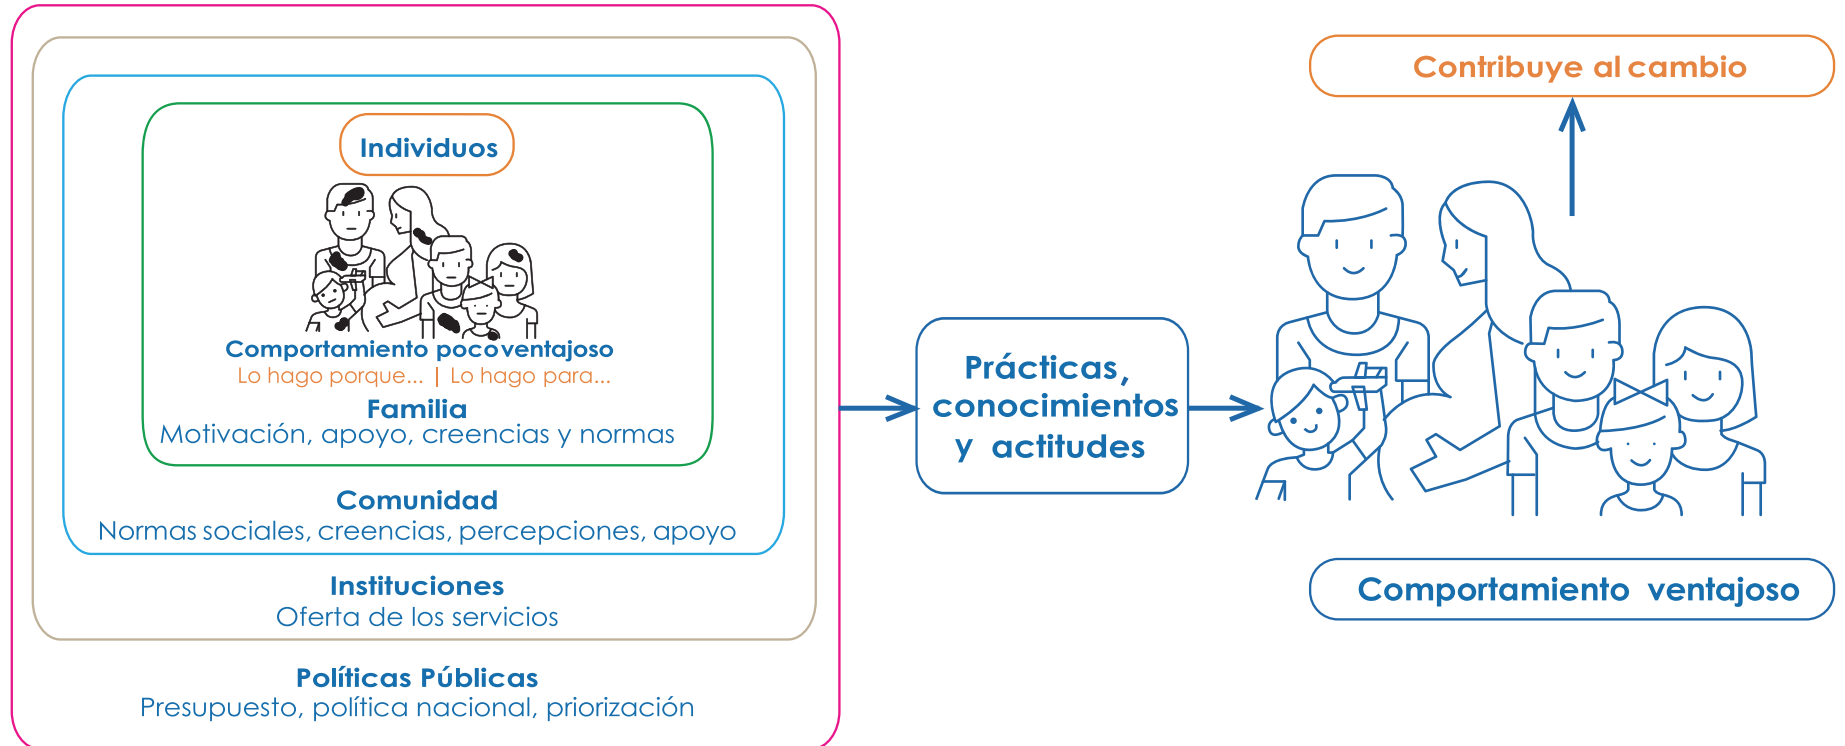 Individuos
Comportamiento poco ventajoso
Lo hago porque... | Lo hago para...
Familia
Motivación, apoyo, creencias y normas
Comunidad
Normas sociales, creencias, percepciones, apoyo
Instituciones
Oferta de los servicios
Políticas Públicas
Presupuesto, política nacional, priorización
Prácticas,
conocimientos
y actitudes
Contribuye al cambio
Comportamiento ventajoso